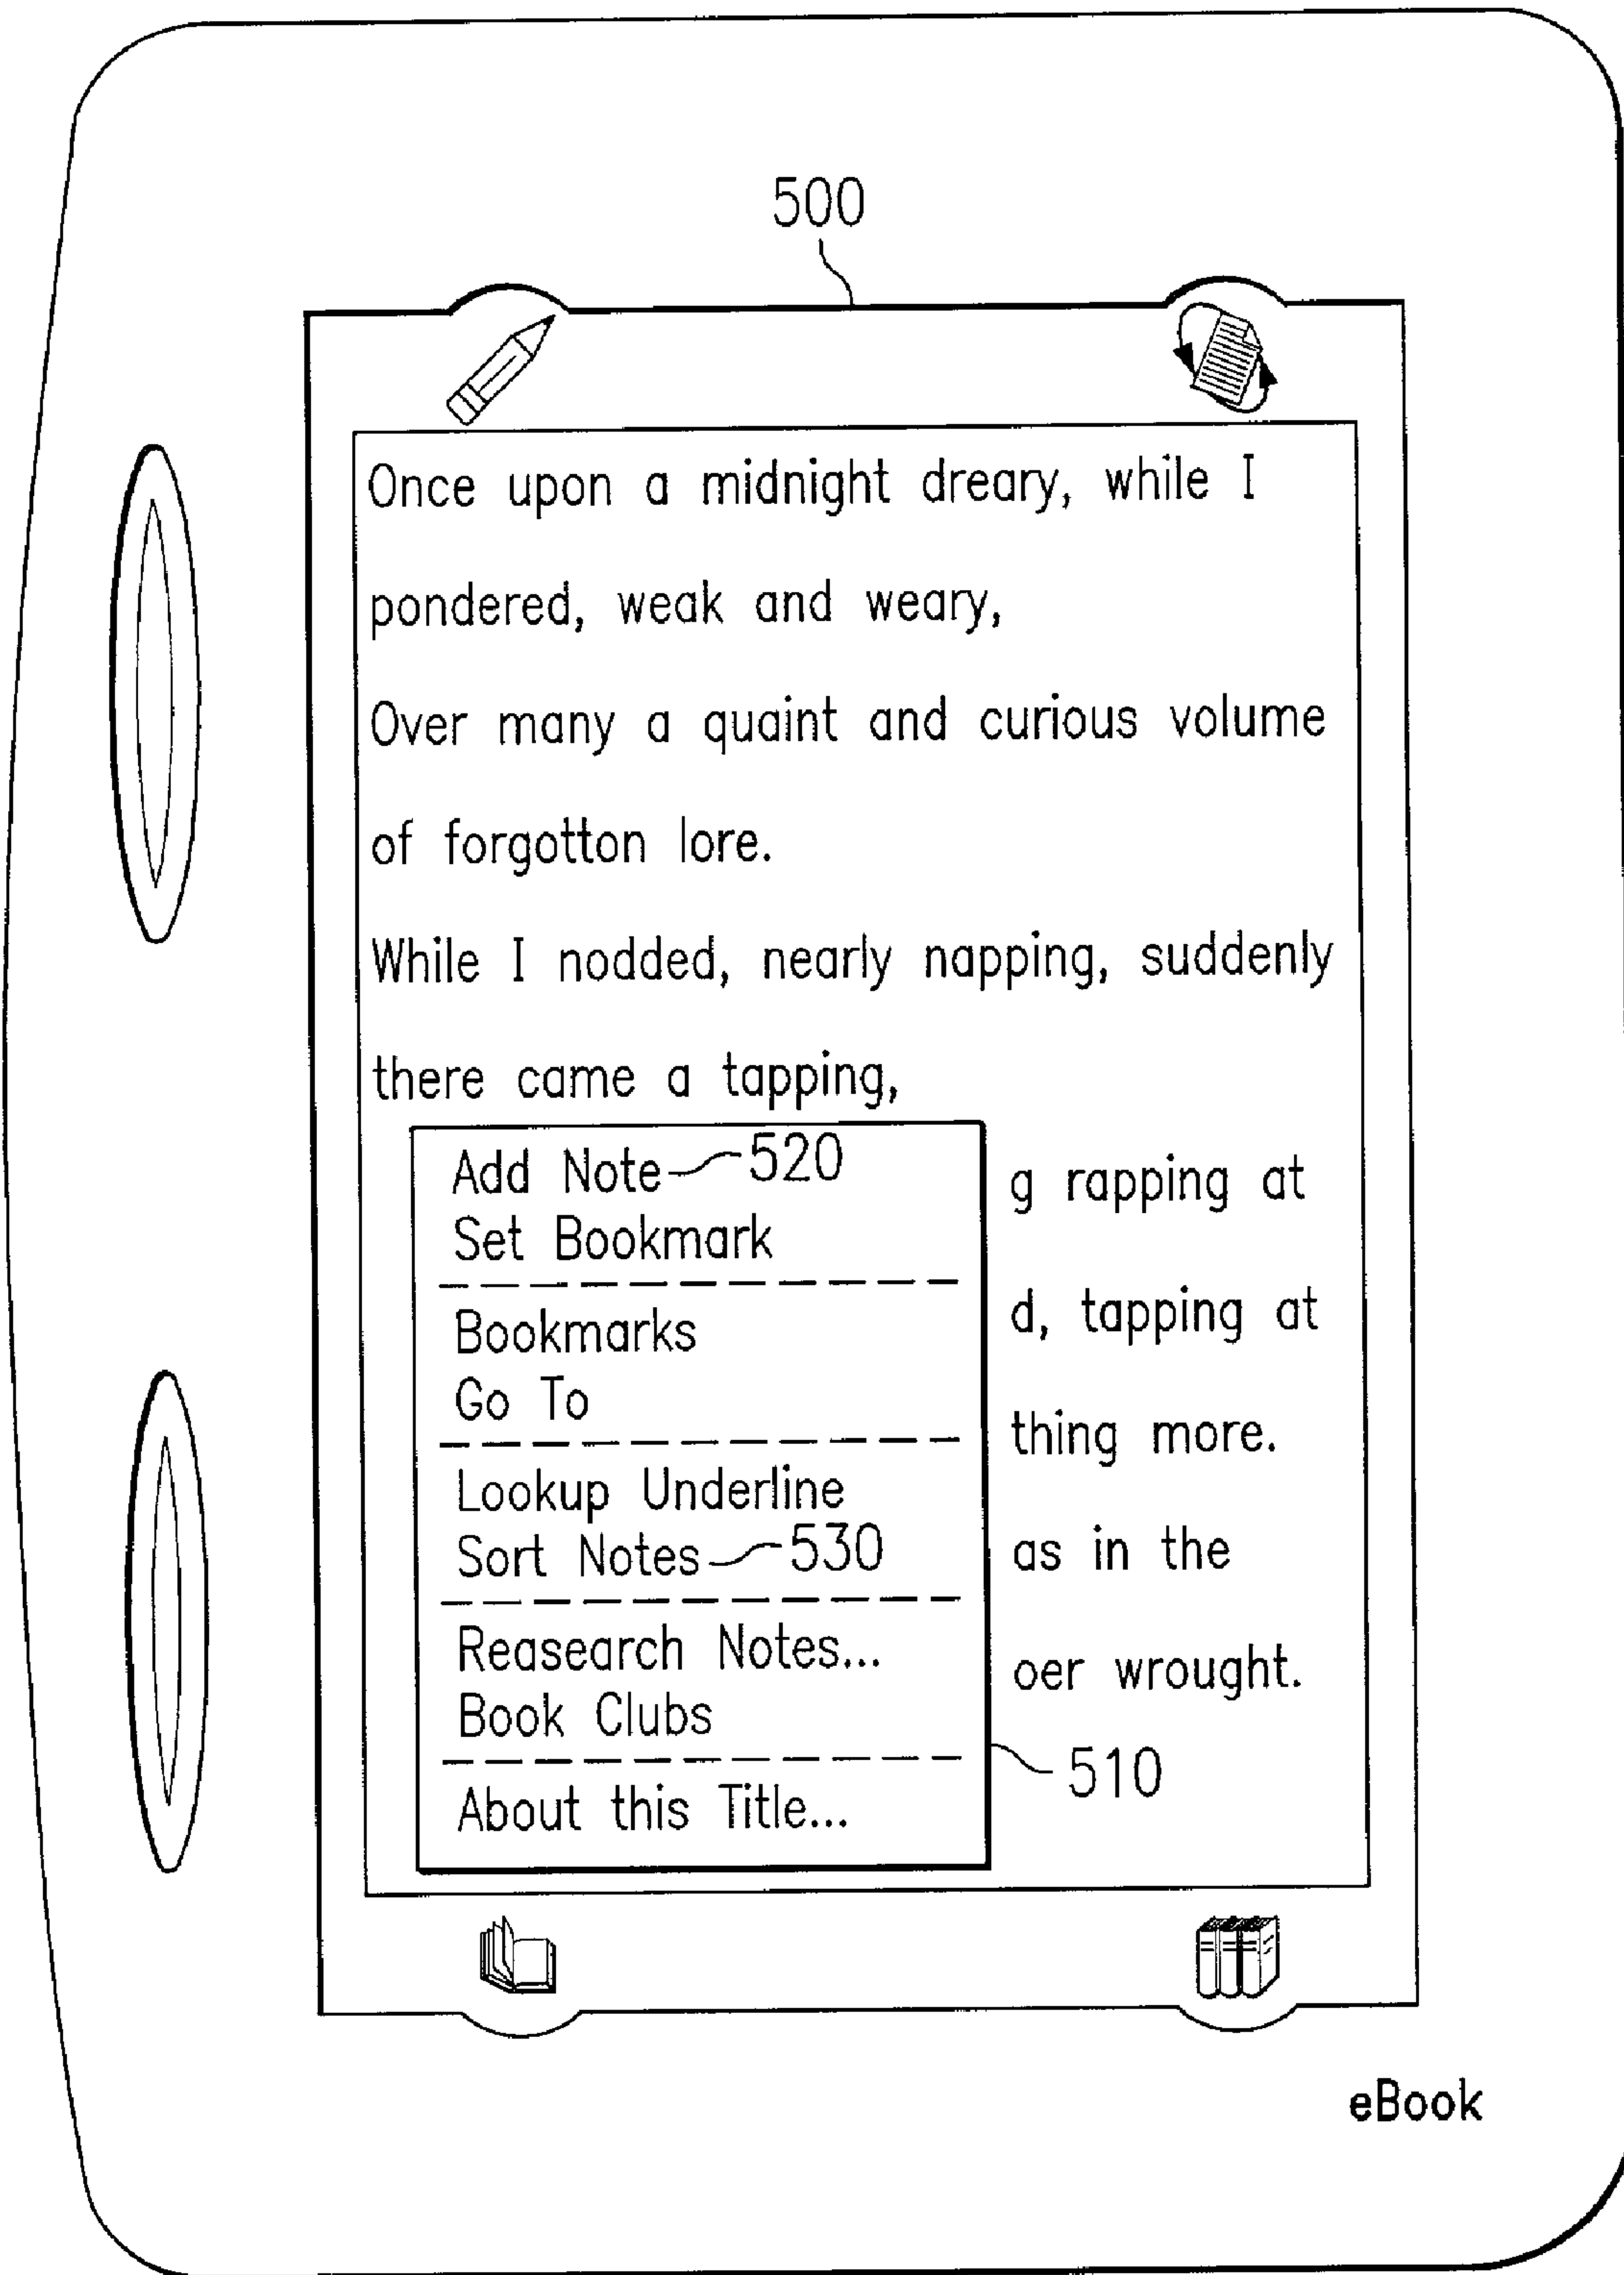 500
Once upon a midnight dreary, while I
pondered, weak and weary,
Over many a quaint and curious volume
of forgotton lore.
While I nodded, nearly napping, suddenly
there came a tapping,
Add Note 520
g rapping at
Set Bookmark
Bookmarks
d, tapping at
Go To
thing more.
Lookup Underline
Sort Notes 530
as in the
Reasearch Notes...
oer wrought.
Book Clubs
510
About this Title...
eBook